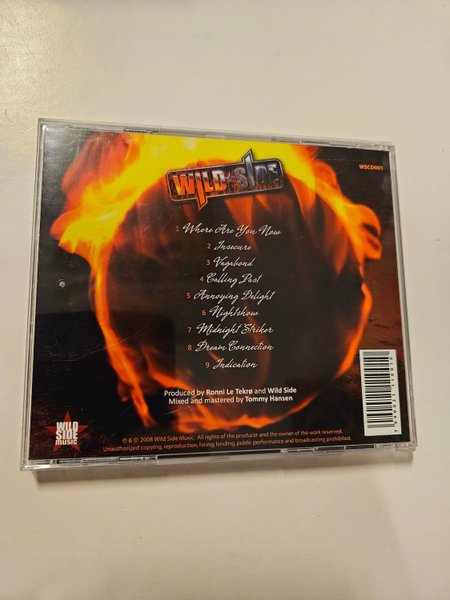 WILD SIDE
WSCD001
1 Where Are You Now
2 Insecure
3 Vagabond
4 Calling Past
5 Annoying Delight
6 Nightshow
7 Midnight Striker
8 Dream Connection
9 Indication
Produced by Ronni Le Tekrø and Wild Side
Mixed and mastered by Tommy Hansen
WILD
SIDE
MUSIC
℗ & © 2008 Wild Side Music. All rights of the producer and the owner of the work reserved.
Unauthorized copying, reproduction, hiring, lending, public performance and broadcasting prohibited.